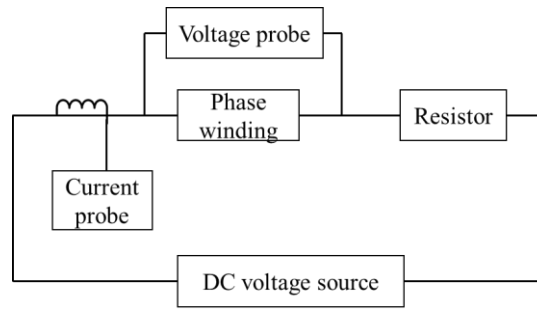 Voltage probe
Phase
winding
Resistor
Current
probe
DC voltage source